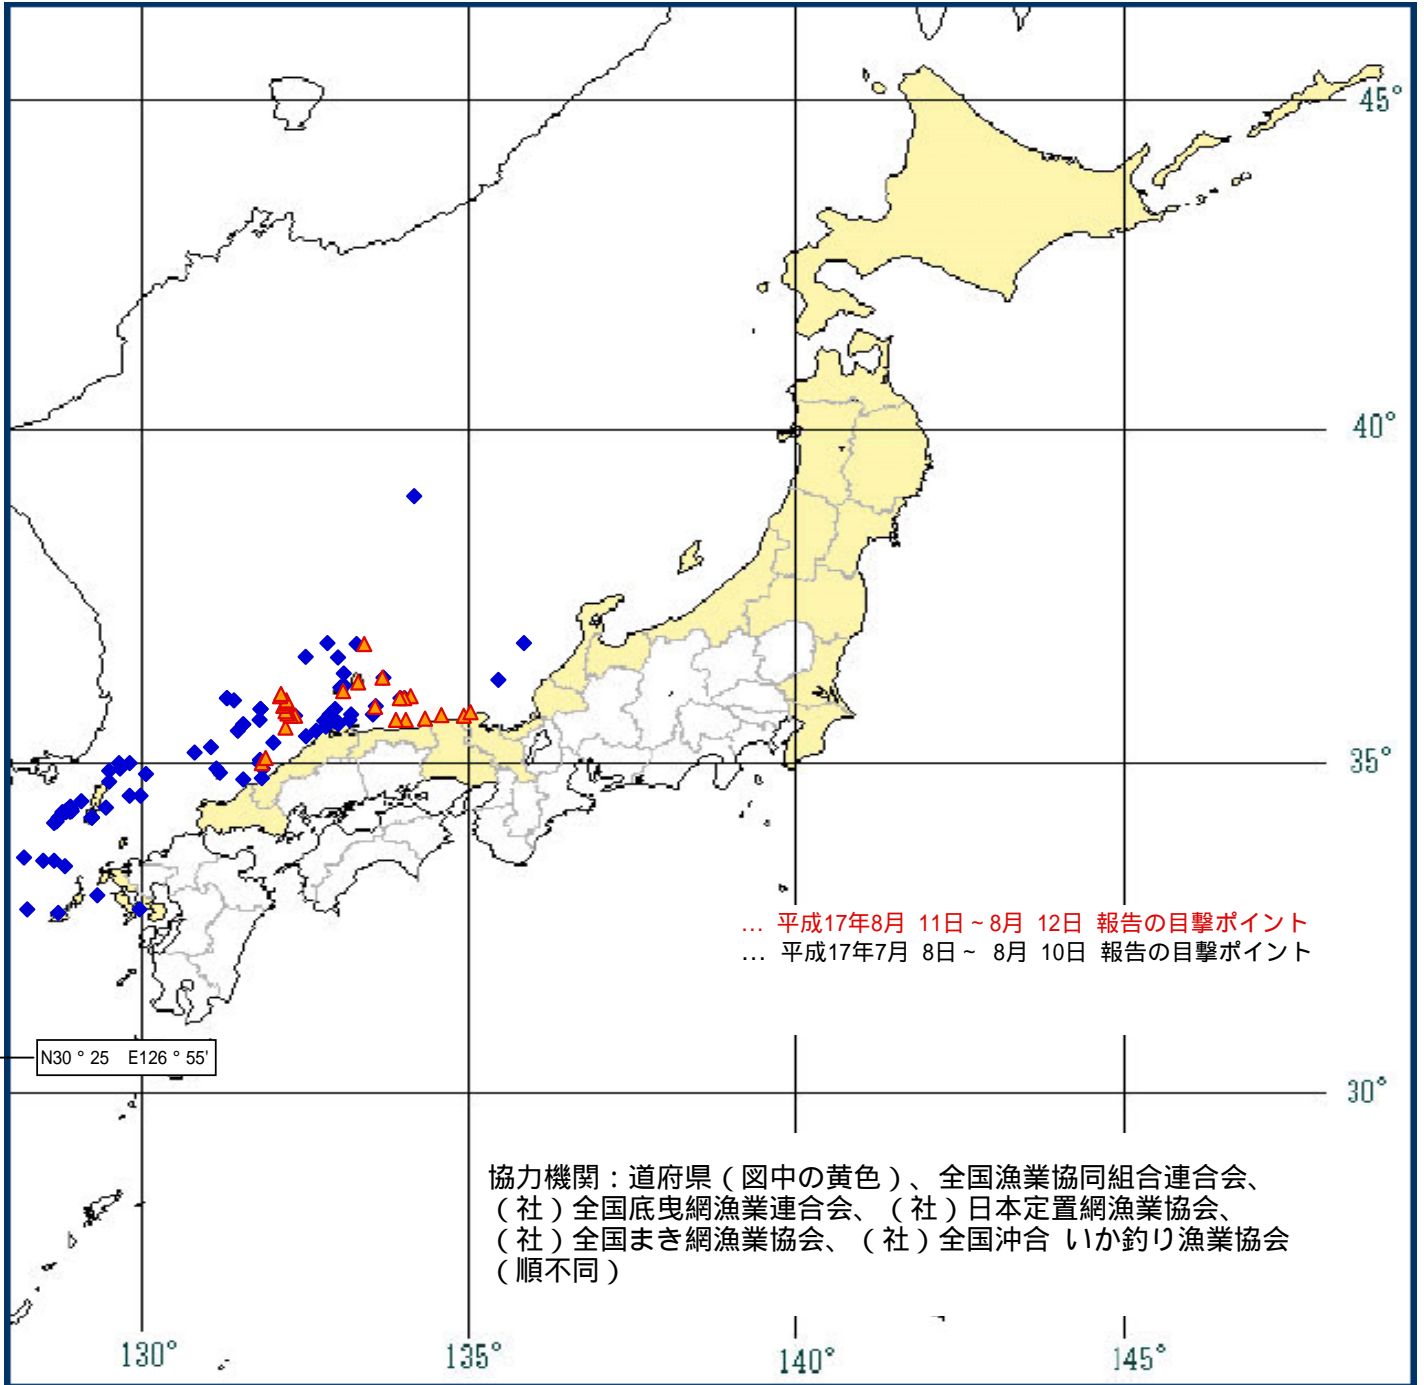 45°
40°
35°
… 平成17年8月 11日～8月 12日 報告の目撃ポイント
… 平成17年7月 8日～ 8月 10日 報告の目撃ポイント
N30 ° 25 E126 ° 55'
30°
協力機関：道府県（図中の黄色）、全国漁業協同組合連合会、
（社）全国底曳網漁業連合会、（社）日本定置網漁業協会、
（社）全国まき網漁業協会、（社）全国沖合 いか釣り漁業協会
（順不同）
130°
135°
140°
145°